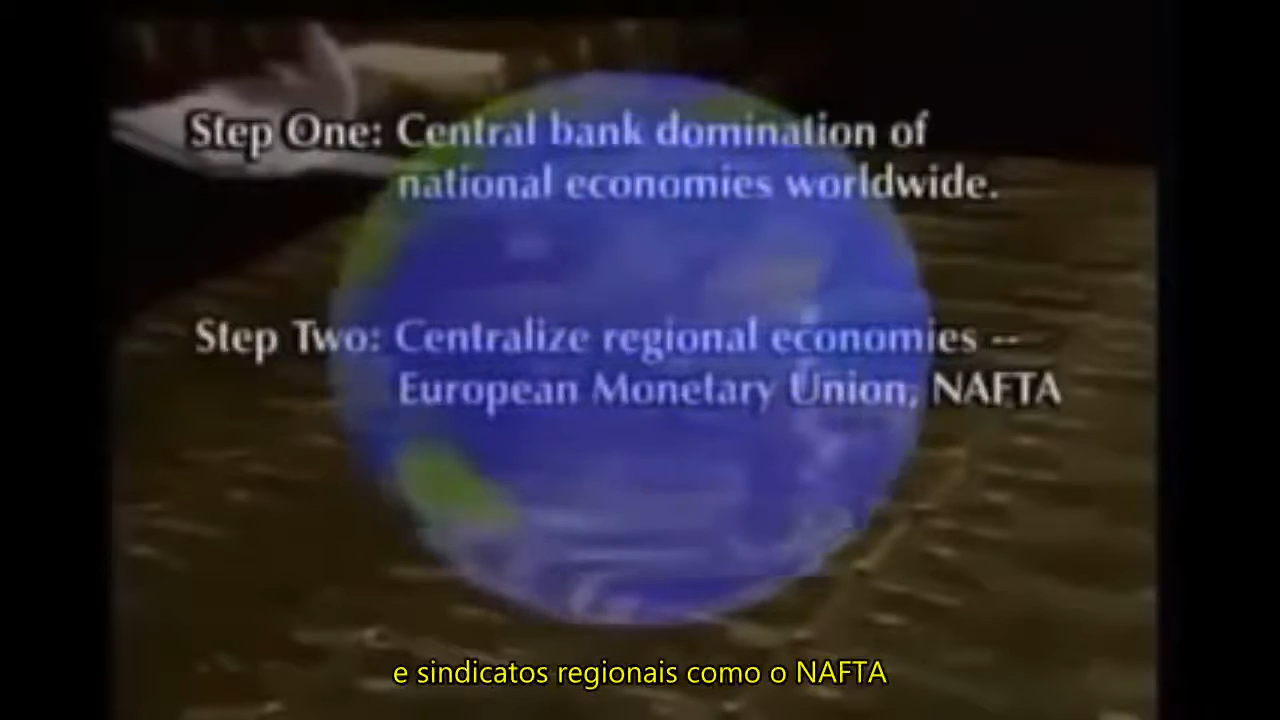 Step One: Central bank domination of
national economies worldwide.
Step Two: Centralize regional economies --
European Monetary Union, NAFTA
e sindicatos regionais como o NAFTA